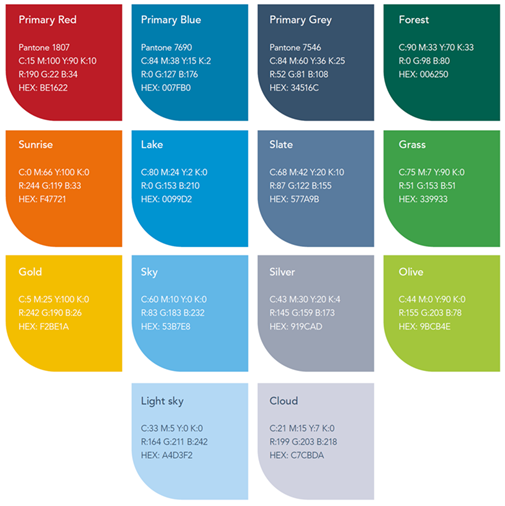 Primary Red
Pantone 1807
C:15 M:100 Y:90 K:10
R:190 G:22 B:34
HEX: BE1622
Primary Blue
Pantone 7690
C:84 M:38 Y:15 K:2
R:0 G:127 B:176
HEX: 007FB0
Primary Grey
Pantone 7546
C:84 M:60 Y:36 K:25
R:52 G:81 B:108
HEX: 34516C
Forest
C:90 M:33 Y:70 K:33
R:0 G:98 B:80
HEX: 006250
Sunrise
C:0 M:66 Y:100 K:0
R:244 G:119 B:33
HEX: F47721
Lake
C:80 M:24 Y:2 K:0
R:0 G:153 B:210
HEX: 0099D2
Slate
C:68 M:42 Y:20 K:10
R:87 G:122 B:155
HEX: 577A9B
Grass
C:75 M:7 Y:90 K:0
R:51 G:153 B:51
HEX: 339933
Gold
C:5 M:25 Y:100 K:0
R:242 G:190 B:26
HEX: F2BE1A
Sky
C:60 M:10 Y:0 K:0
R:83 G:183 B:232
HEX: 53B7E8
Silver
C:43 M:30 Y:20 K:4
R:145 G:159 B:173
HEX: 919CAD
Olive
C:44 M:0 Y:90 K:0
R:155 G:203 B:78
HEX: 9BCB4E
Light sky
C:33 M:5 Y:0 K:0
R:164 G:211 B:242
HEX: A4D3F2
Cloud
C:21 M:15 Y:7 K:0
R:199 G:203 B:218
HEX: C7CBDA